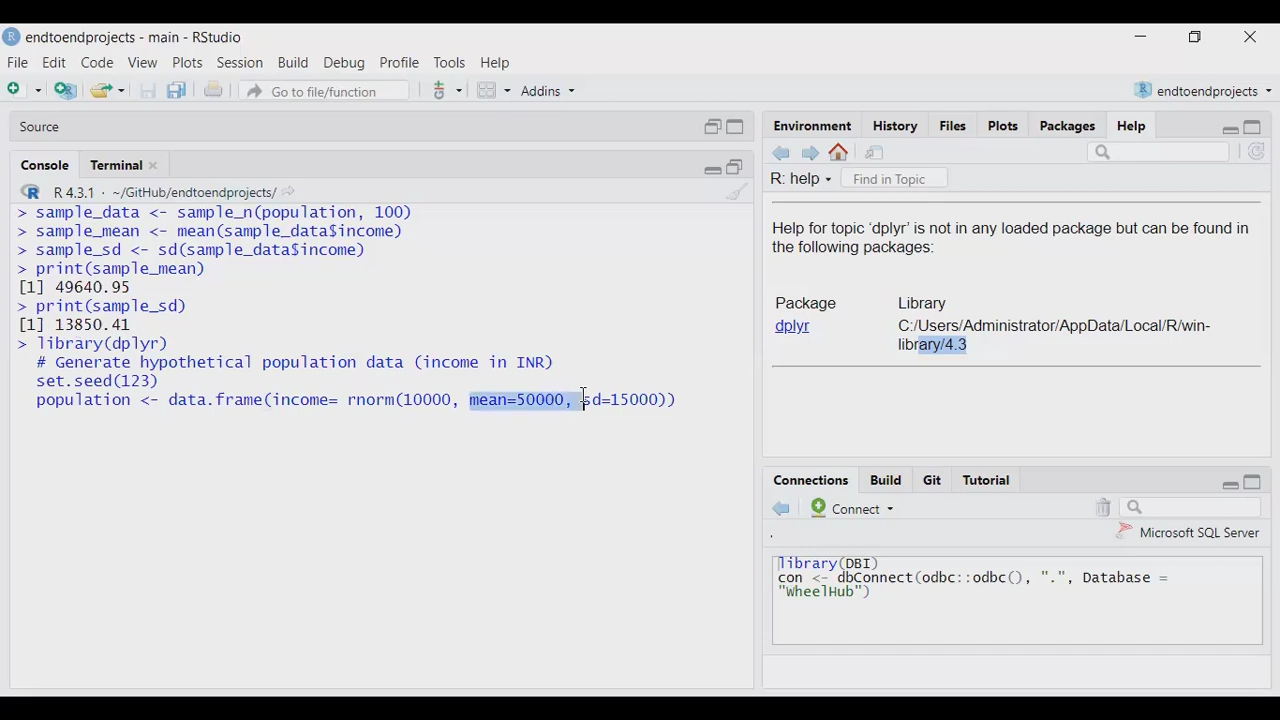 endtoendprojects - main - RStudio
File Edit Code View Plots Session Build Debug Profile Tools Help
Go to file/function Addins endtoendprojects
Source
Console Terminal
R 4.3.1 · ~/GitHub/endtoendprojects/
> sample_data <- sample_n(population, 100)
> sample_mean <- mean(sample_data$income)
> sample_sd <- sd(sample_data$income)
> print(sample_mean)
[1] 49640.95
> print(sample_sd)
[1] 13850.41
> library(dplyr)
# Generate hypothetical population data (income in INR)
set.seed(123)
population <- data.frame(income= rnorm(10000, mean=50000, sd=15000))
Environment History Files Plots Packages Help
R: help Find in Topic
Help for topic ‘dplyr’ is not in any loaded package but can be found in
the following packages:
Package Library
dplyr C:/Users/Administrator/AppData/Local/R/win-
library/4.3
Connections Build Git Tutorial
Connect
. Microsoft SQL Server
library(DBI)
con <- dbConnect(odbc::odbc(), ".", Database =
"WheelHub")